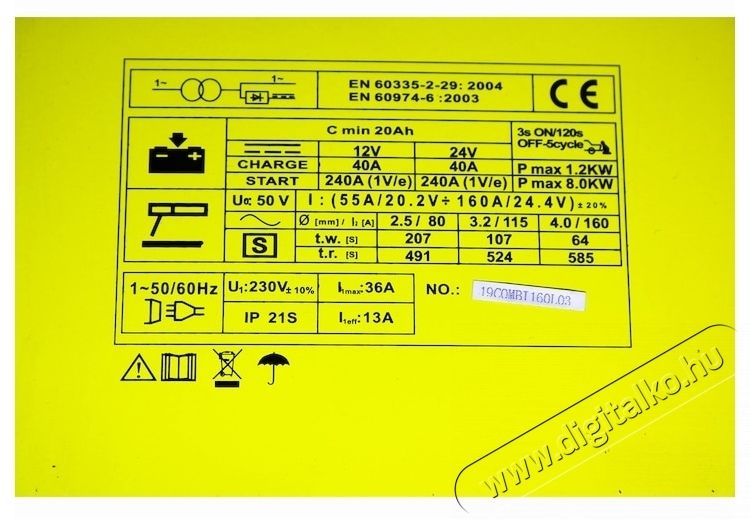 1~ 1~
EN 60335-2-29: 2004
EN 60974-6 :2003
CE
C min 20Ah
3s ON/120s
OFF-5cycle
12V 24V
CHARGE 40A 40A P max 1.2KW
START 240A (1V/e) 240A (1V/e) P max 8.0KW
Uo: 50 V I : (55A/20.2V÷160A/24.4V)± 20%
Ø [mm] / I2 [A] 2.5/ 80 3.2/115 4.0/160
S t.w. [S] 207 107 64
t.r. [S] 491 524 585
1~50/60Hz U1:230V± 10% I1max:36A NO.: 19COMBI160L03
IP 21S I1eff:13A
www.digitalko.hu